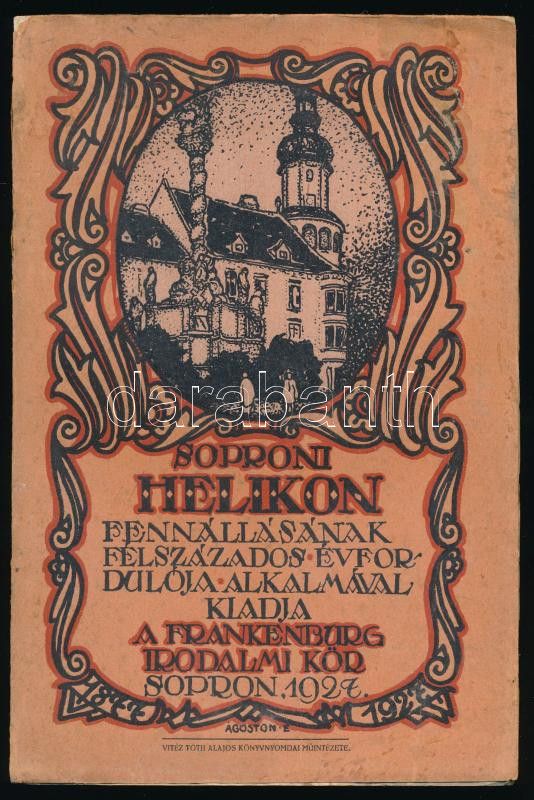 darabanth
SOPRONI
HELIKON
FENNÁLLÁSÁNAK
FÉLSZÁZADOS · ÉVFOR-
DULÓJA · ALKALMÁVAL
KIADJA
A FRANKENBURG
IRODALMI KÖR
SOPRON. 1927.
1877 1927
ÁGOSTON · E
VITÉZ TÓTH ALAJOS KÖNYVNYOMDAI MŰINTÉZETE.